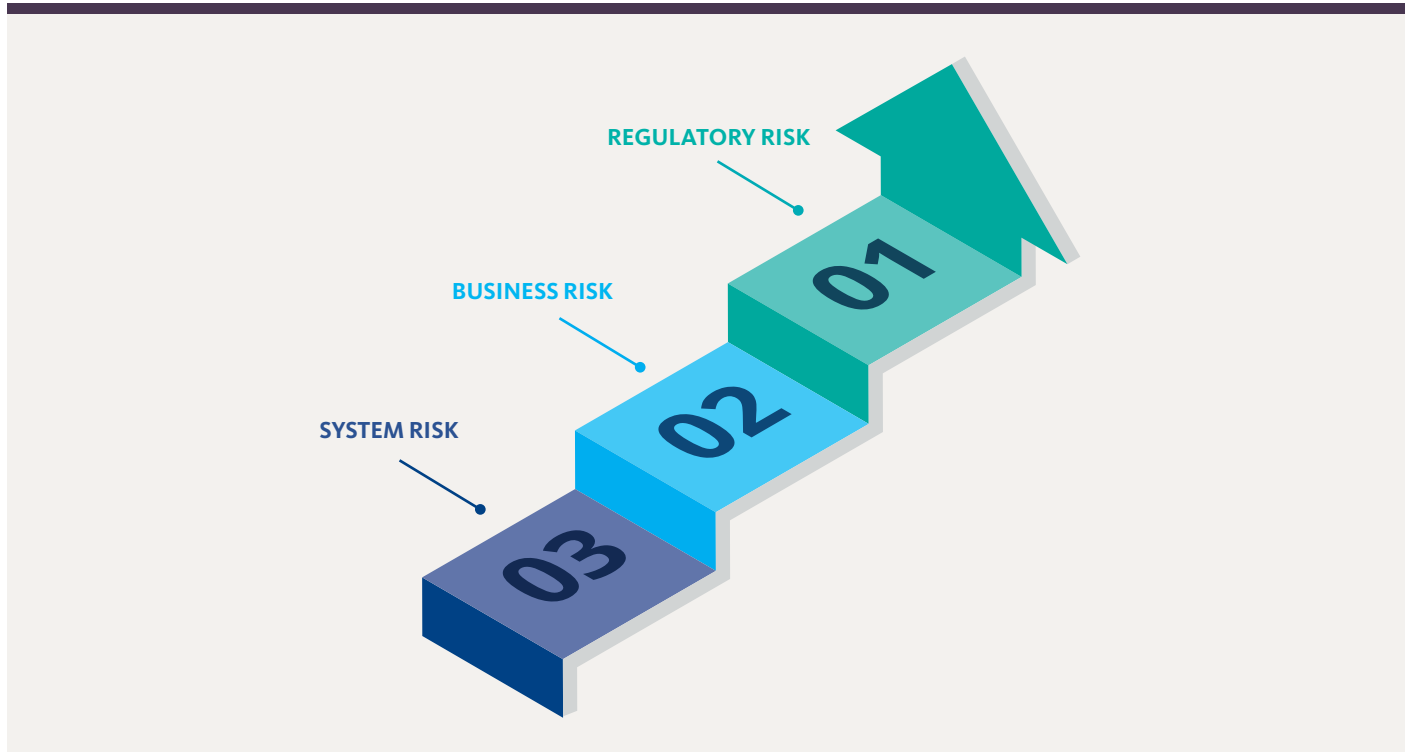 REGULATORY RISK
01
BUSINESS RISK
02
SYSTEM RISK
03